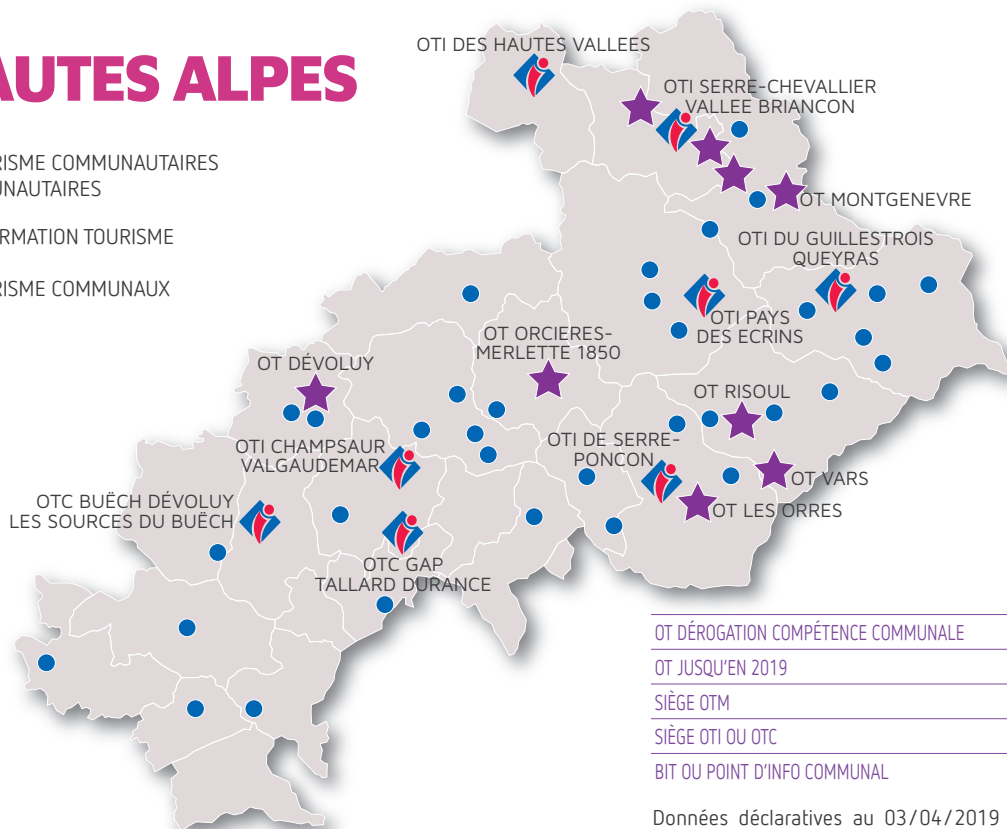 AUTES ALPES
RISME COMMUNAUTAIRES
UNAUTAIRES
RMATION TOURISME
RISME COMMUNAUX
OTI DES HAUTES VALLEES
OTI SERRE-CHEVALLIER
VALLEE BRIANCON
OT MONTGENEVRE
OTI DU GUILLESTROIS
QUEYRAS
OTI PAYS
DES ECRINS
OT ORCIERES-
MERLETTE 1850
OT DÉVOLUY
OT RISOUL
OTI CHAMPSAUR
VALGAUDEMAR
OTI DE SERRE-
PONCON
OT VARS
OTC BUËCH DÉVOLUY
LES SOURCES DU BUËCH
OT LES ORRES
OTC GAP
TALLARD DURANCE
OT DÉROGATION COMPÉTENCE COMMUNALE
OT JUSQU'EN 2019
SIÈGE OTM
SIÈGE OTI OU OTC
BIT OU POINT D'INFO COMMUNAL
Données déclaratives au 03/04/2019